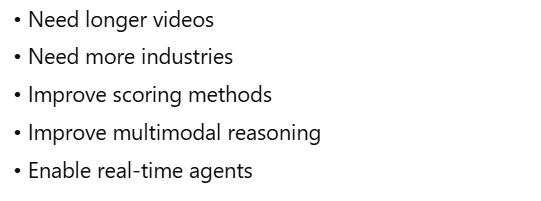 • Need longer videos
• Need more industries
• Improve scoring methods
• Improve multimodal reasoning
• Enable real-time agents